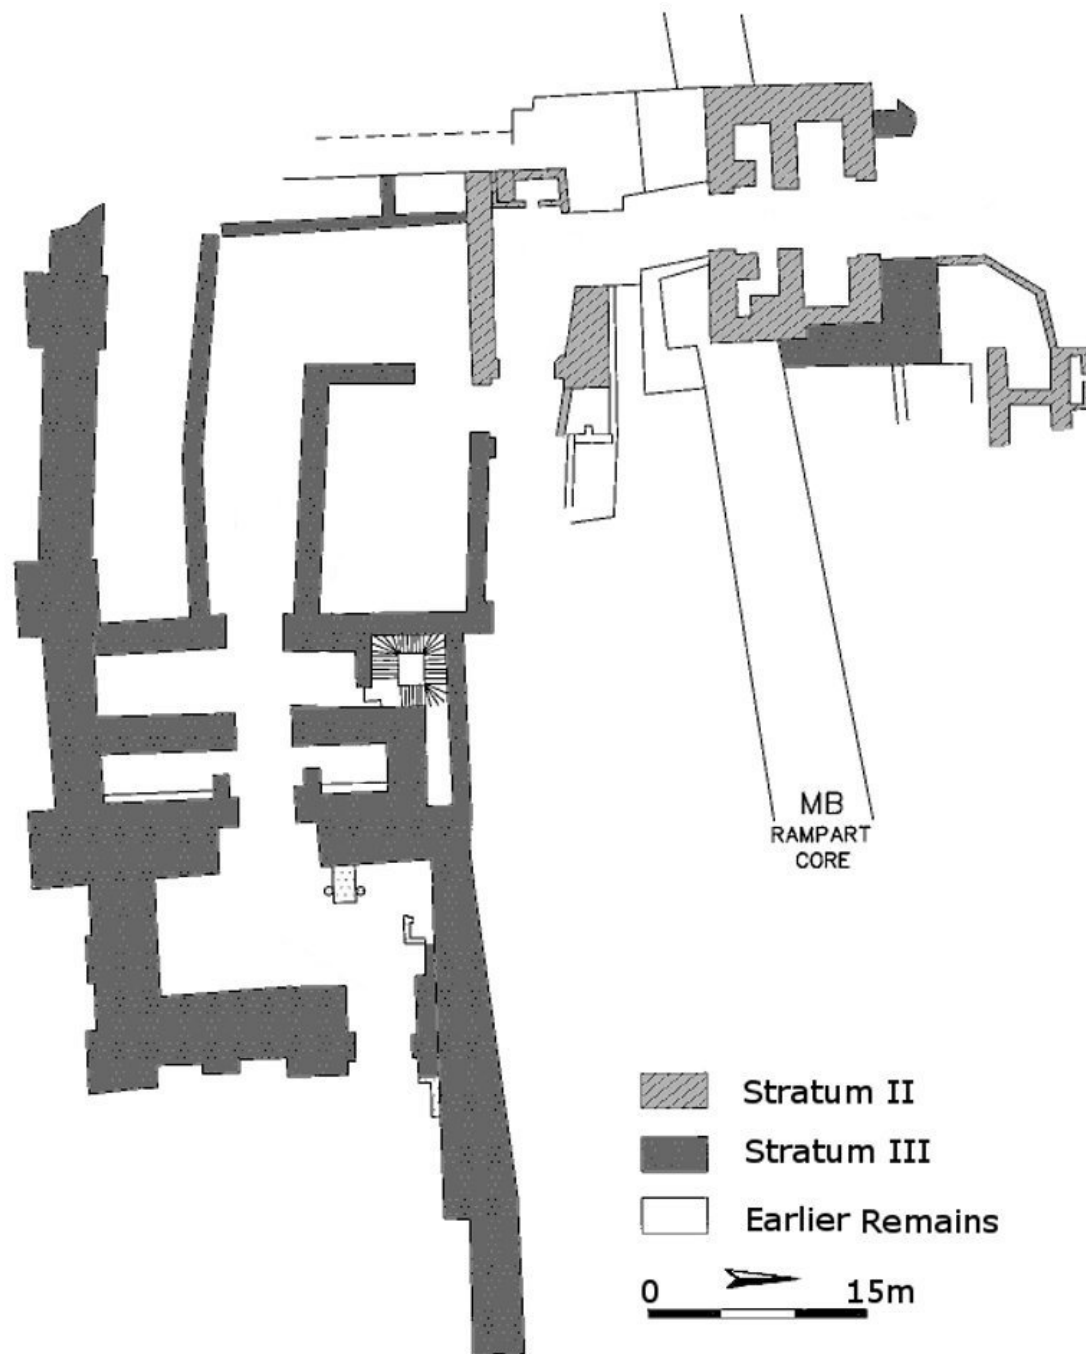 MB
RAMPART
CORE
Stratum II
Stratum III
Earlier Remains
0 15m